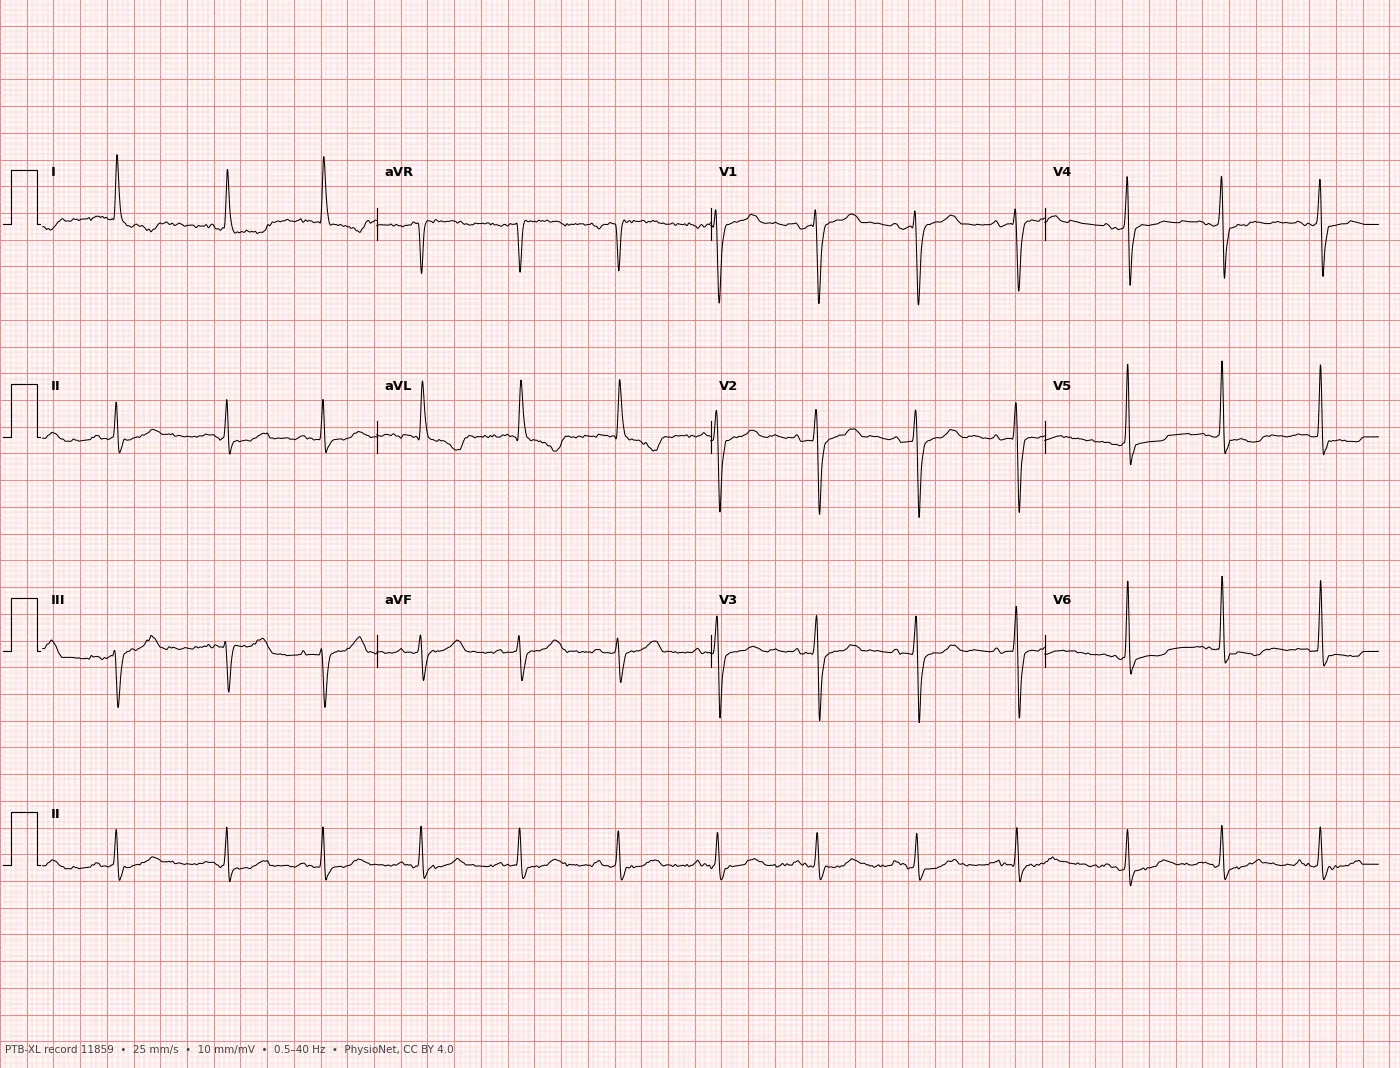 I aVR V1 V4
II aVL V2 V5
III aVF V3 V6
II
PTB-XL record 11859 • 25 mm/s • 10 mm/mV • 0.5–40 Hz • PhysioNet, CC BY 4.0